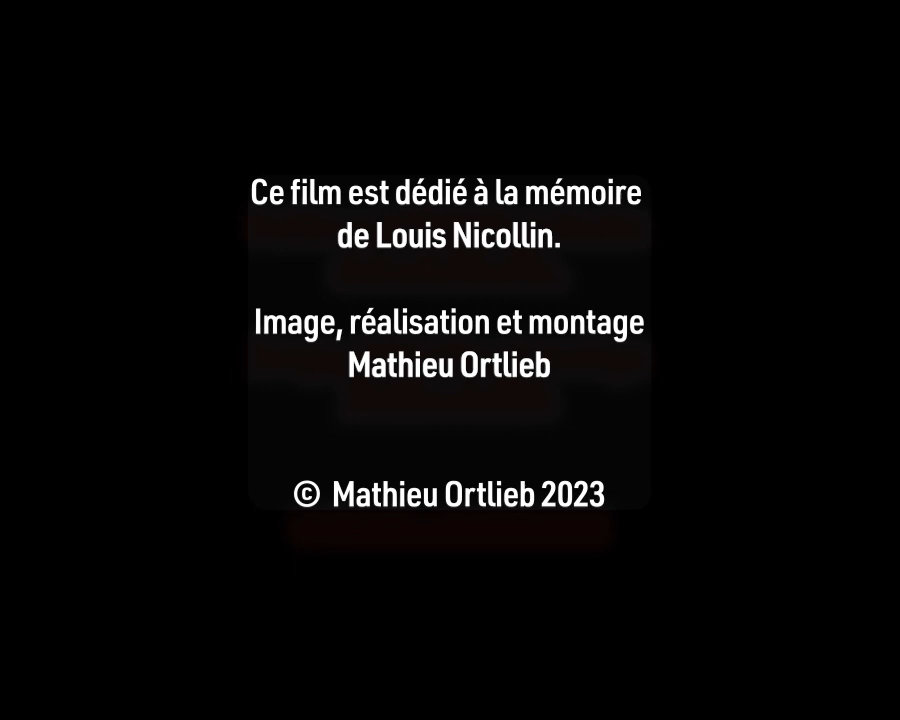 Ce film est dédié à la mémoire
de Louis Nicollin.
Image, réalisation et montage
Mathieu Ortlieb
© Mathieu Ortlieb 2023